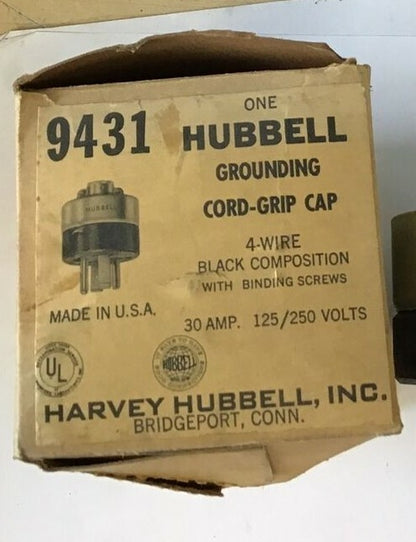 9431
ONE
HUBBELL
GROUNDING
CORD-GRIP CAP
HUBBELL
4-WIRE
BLACK COMPOSITION
WITH BINDING SCREWS
MADE IN U.S.A.
30 AMP. 125/250 VOLTS
UL
HUBBELL
HARVEY HUBBELL, INC.
BRIDGEPORT, CONN.